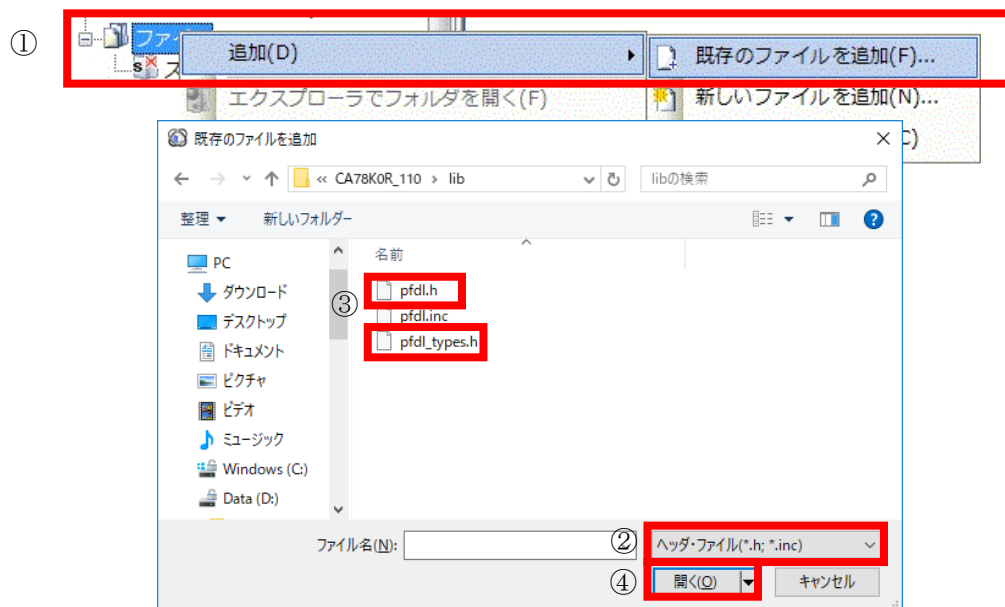 ①
ファイ
追加(D)
既存のファイルを追加(F)...
エクスプローラでフォルダを開く(F)
新しいファイルを追加(N)...
既存のファイルを追加
« CA78K0R_110 › lib
libの検索
整理
新しいフォルダー
PC
ダウンロード
デスクトップ
ドキュメント
ピクチャ
ビデオ
ミュージック
Windows (C:)
Data (D:)
名前
③
pfdl.h
pfdl.inc
pfdl_types.h
ファイル名(N):
②
ヘッダ・ファイル(*.h; *.inc)
④
開く(O)
キャンセル